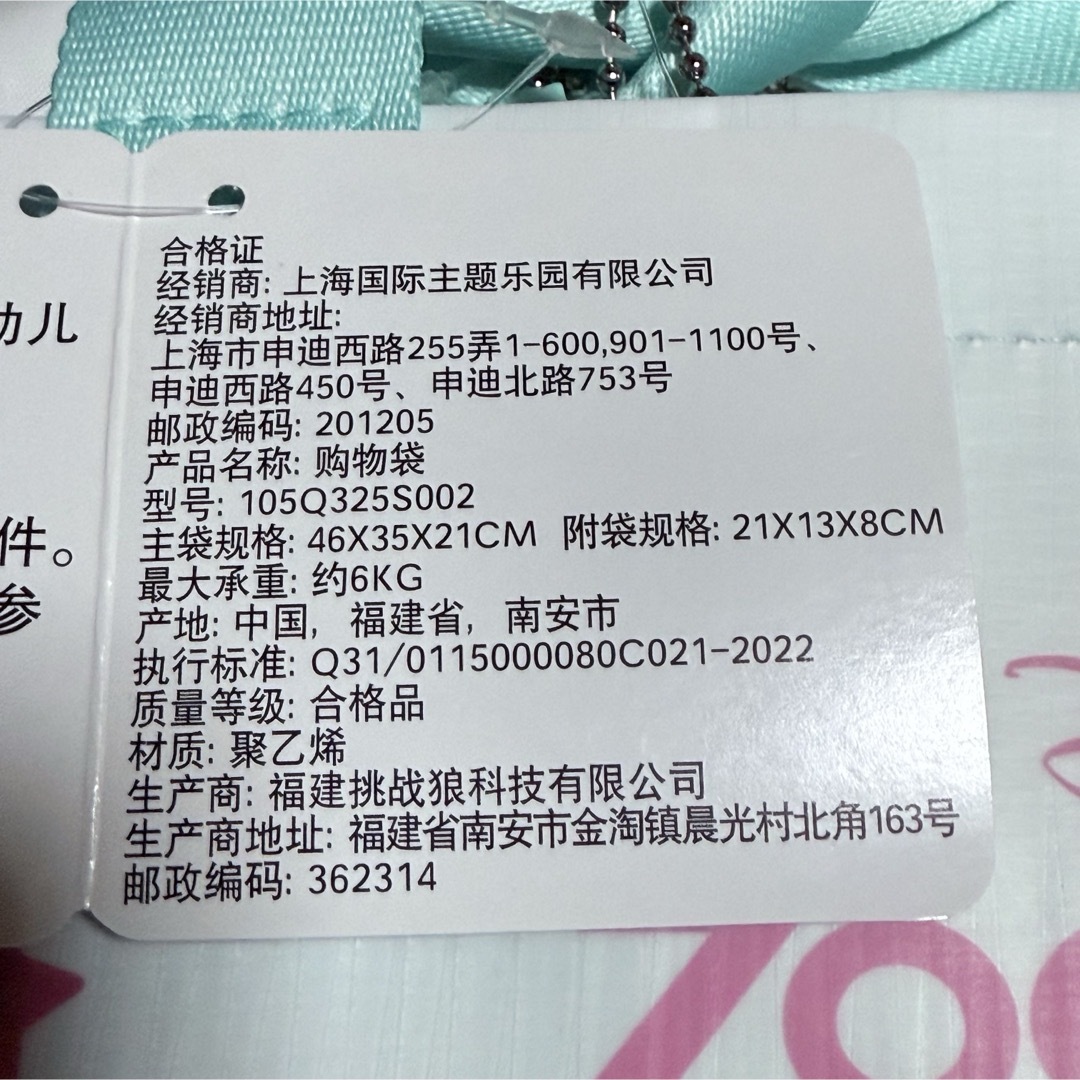 合格证
经销商: 上海国际主题乐园有限公司
经销商地址:
上海市申迪西路255弄1-600,901-1100号、
申迪西路450号、申迪北路753号
邮政编码: 201205
产品名称: 购物袋
型号: 105Q325S002
主袋规格: 46X35X21CM 附袋规格: 21X13X8CM
最大承重: 约6KG
产地: 中国, 福建省, 南安市
执行标准: Q31/0115000080C021-2022
质量等级: 合格品
材质: 聚乙烯
生产商: 福建挑战狼科技有限公司
生产商地址: 福建省南安市金淘镇晨光村北角163号
邮政编码: 362314
幼儿
件。
参